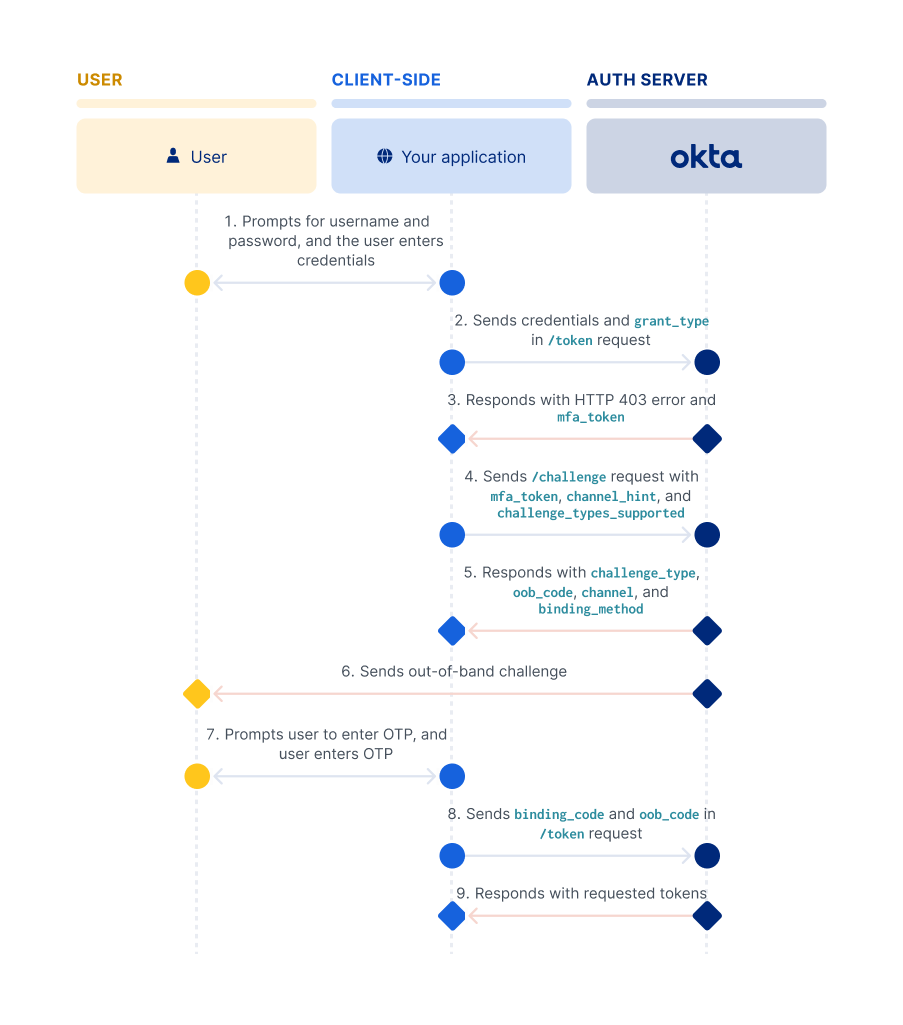 USER
CLIENT-SIDE
AUTH SERVER
User
Your application
okta
1. Prompts for username and
password, and the user enters
credentials
2. Sends credentials and grant_type
in /token request
3. Responds with HTTP 403 error and
mfa_token
4. Sends /challenge request with
mfa_token, channel_hint, and
challenge_types_supported
5. Responds with challenge_type,
oob_code, channel, and
binding_method
6. Sends out-of-band challenge
7. Prompts user to enter OTP, and
user enters OTP
8. Sends binding_code and oob_code in
/token request
9. Responds with requested tokens